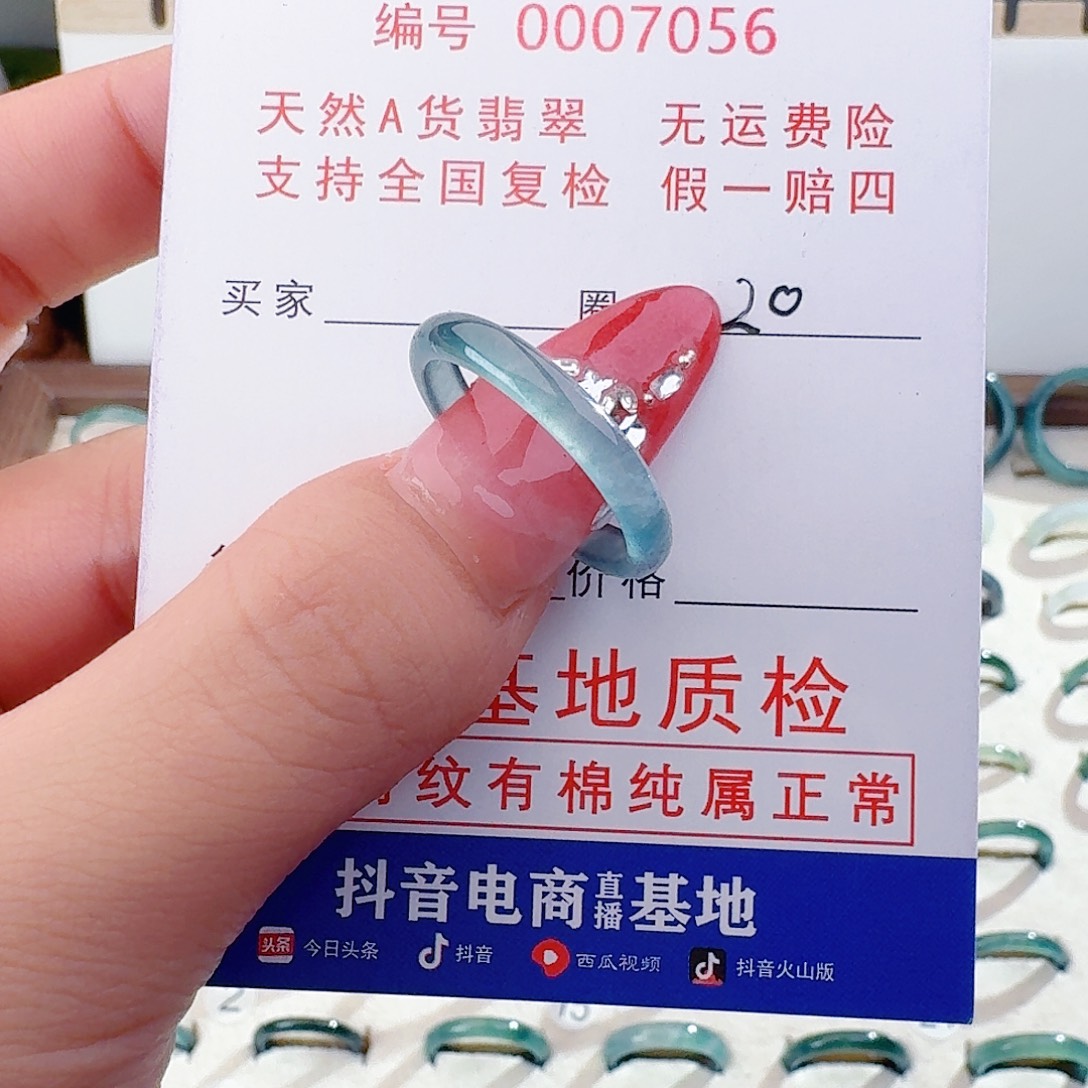 编号 0007056
天然A货翡翠 无运费险
支持全国复检 假一赔四
买家 圈 20
价格
基地质检
纹有棉纯属正常
抖音电商直播基地
头条 今日头条 抖音 西瓜视频 抖音火山版
2